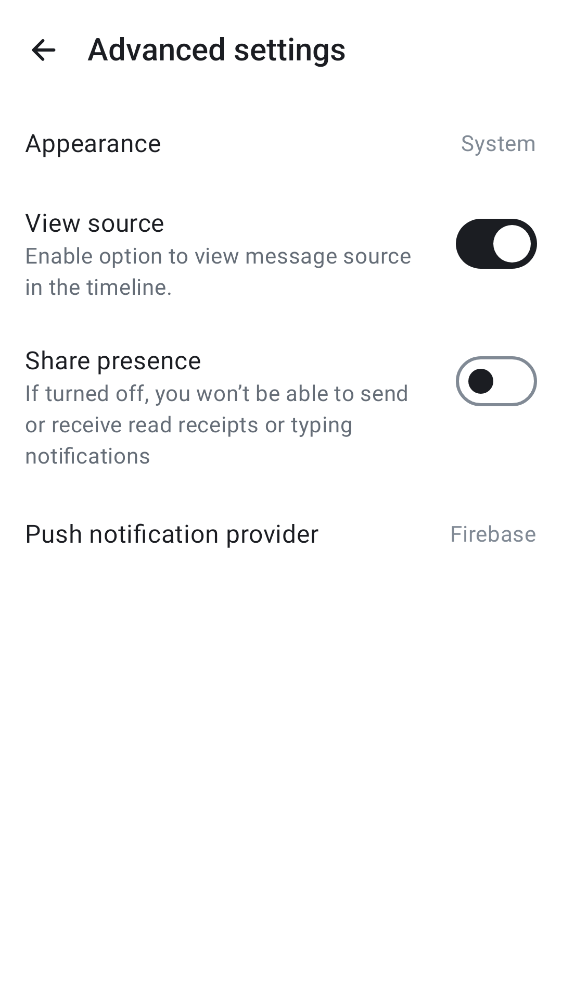 Advanced settings
Appearance
System
View source
Enable option to view message source
in the timeline.
Share presence
If turned off, you won’t be able to send
or receive read receipts or typing
notifications
Push notification provider
Firebase